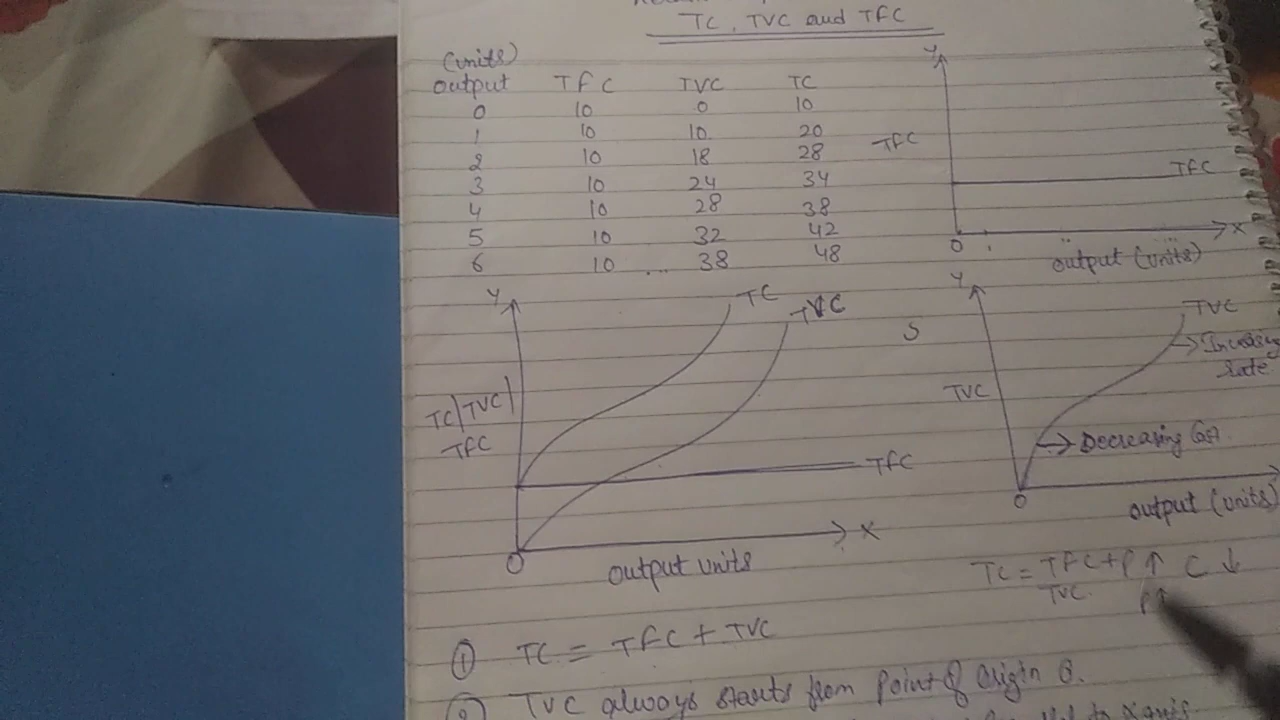 TC, TVC and TFC
(units)
output TFC TVC TC
0 10 0 10
1 10 10 20
2 10 18 28
3 10 24 34
4 10 28 38
5 10 32 42
6 10 .... 38 48
Y
TFC
TFC
0
X
output (units)
Y
TC
TVC
TC|TVC|
TFC
TFC
0
X
output units
S
Y
TVC
TVC
Increasing
rate
Decreasing
0
output (units)
TC = TFC + P ↑ C ↓
TVC P↑
① TC = TFC + TVC
② TVC always starts from point of origin 0.
to x axis.